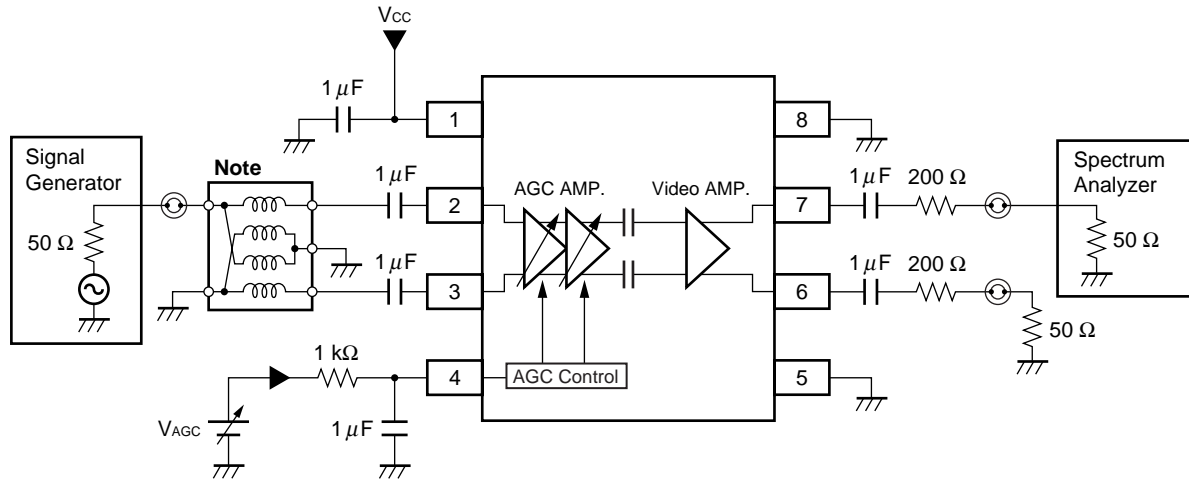 VCC
1 μF
1
8
Signal
Generator
Note
50 Ω
1 μF
2
AGC AMP.
Video AMP.
7
1 μF
200 Ω
Spectrum
Analyzer
50 Ω
1 μF
3
6
1 μF
200 Ω
50 Ω
1 kΩ
4
AGC Control
5
VAGC
1 μF